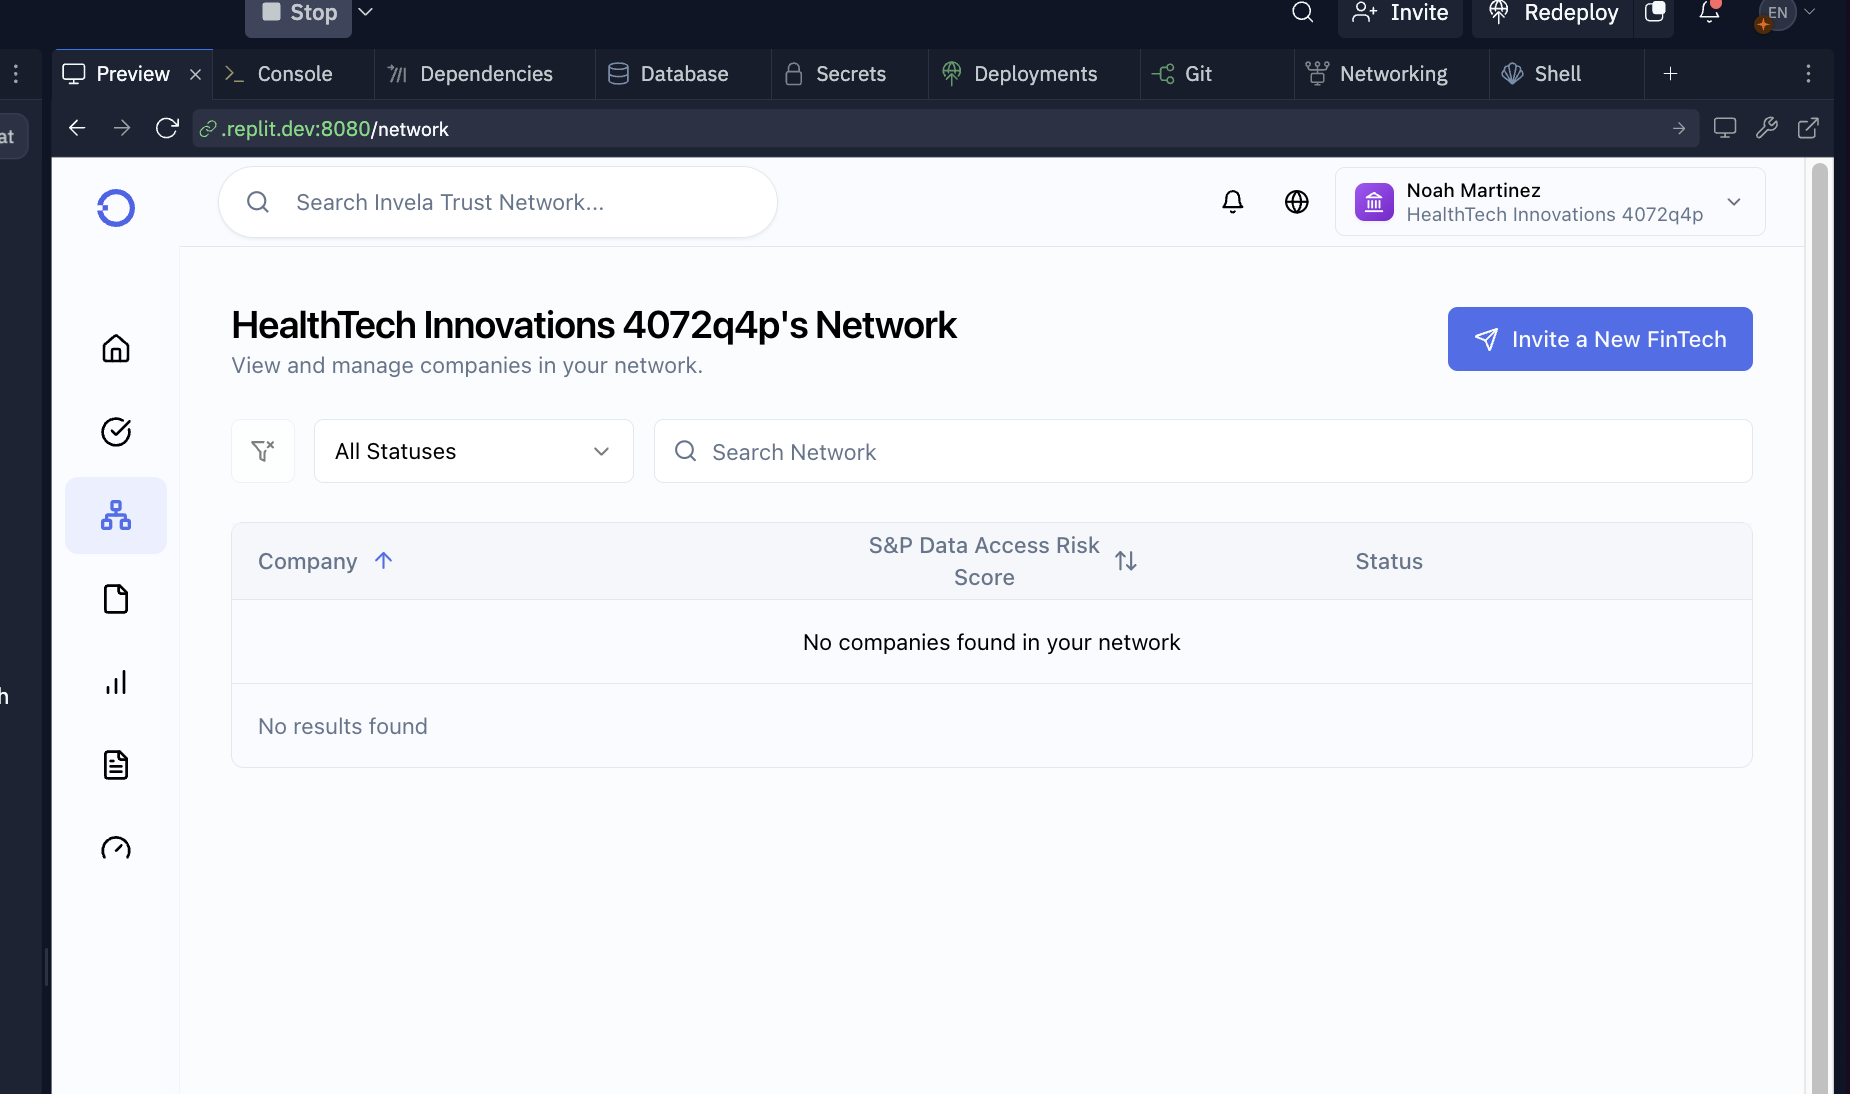 Stop
Invite
Redeploy
EN
Preview
Console
Dependencies
Database
Secrets
Deployments
Git
Networking
Shell
at
.replit.dev:8080/network
Search Invela Trust Network...
Noah Martinez
HealthTech Innovations 4072q4p
HealthTech Innovations 4072q4p's Network
View and manage companies in your network.
Invite a New FinTech
All Statuses
Search Network
Company
S&P Data Access Risk
Score
Status
No companies found in your network
h
No results found